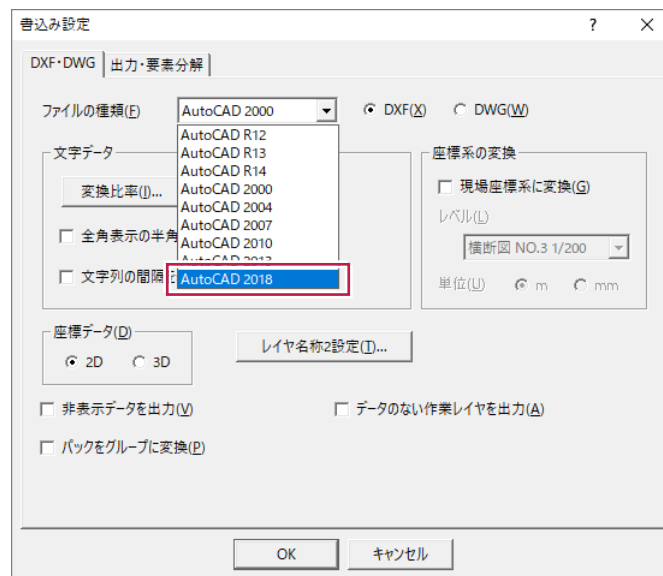 書込み設定 ? ×
DXF・DWG 出力・要素分解
ファイルの種類(F) AutoCAD 2000 DXF(X) DWG(W)
AutoCAD R12
AutoCAD R13
AutoCAD R14
AutoCAD 2000
AutoCAD 2004
AutoCAD 2007
AutoCAD 2010
AutoCAD 2013
AutoCAD 2018
文字データ
変換比率(J)...
全角表示の半角
文字列の間隔
座標系の変換
現場座標系に変換(G)
レベル(L)
横断図 NO.3 1/200
単位(U) m mm
座標データ(D)
2D 3D
レイヤ名称2設定(T)...
非表示データを出力(V) データのない作業レイヤを出力(A)
パックをグループに変換(P)
OK キャンセル